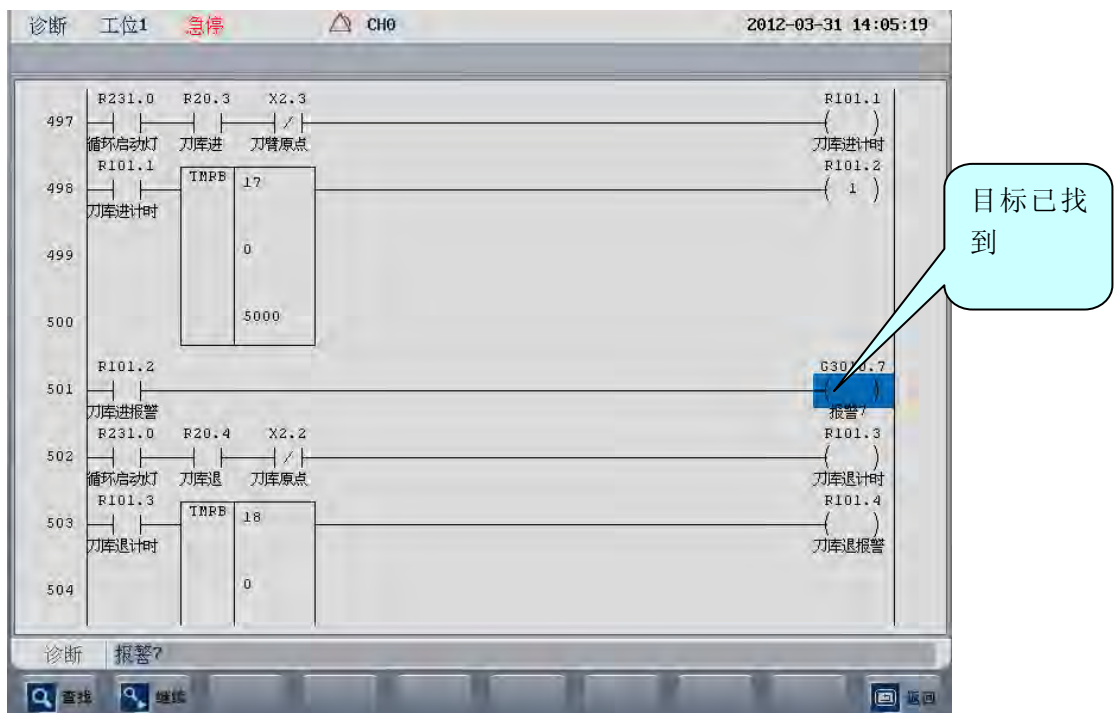 诊断 工位1 急停 CH0 2012-03-31 14:05:19
R231.0 R20.3 X2.3 R101.1
497
循环启动灯 刀库进 刀臂原点 刀库进计时
R101.1 TMRB 17 R101.2
498 ( 1 )
刀库进计时
499 0
500 5000
R101.2 G3010.7
501
刀库进报警 报警7
R231.0 R20.4 X2.2 R101.3
502
循环启动灯 刀库退 刀库原点 刀库退计时
R101.3 TMRB 18 R101.4
503
刀库退计时 刀库退报警
504 0
目标已找
到
诊断 报警7
查找 继续 返回